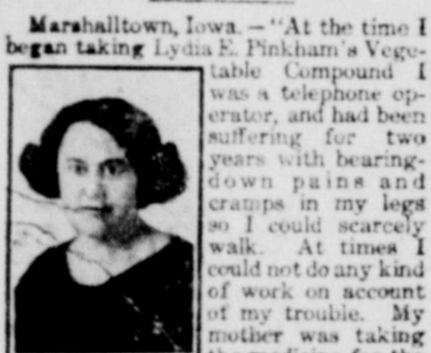 Marshalltown, Iowa. — "At the time I
began taking Lydia E. Pinkham's Vege-
table Compound I
was a telephone op-
erator, and had been
suffering for two
years with bearing-
down pains and
cramps in my legs
so I could scarcely
walk. At times I
could not do any kind
of work on account
of my trouble. My
mother was taking